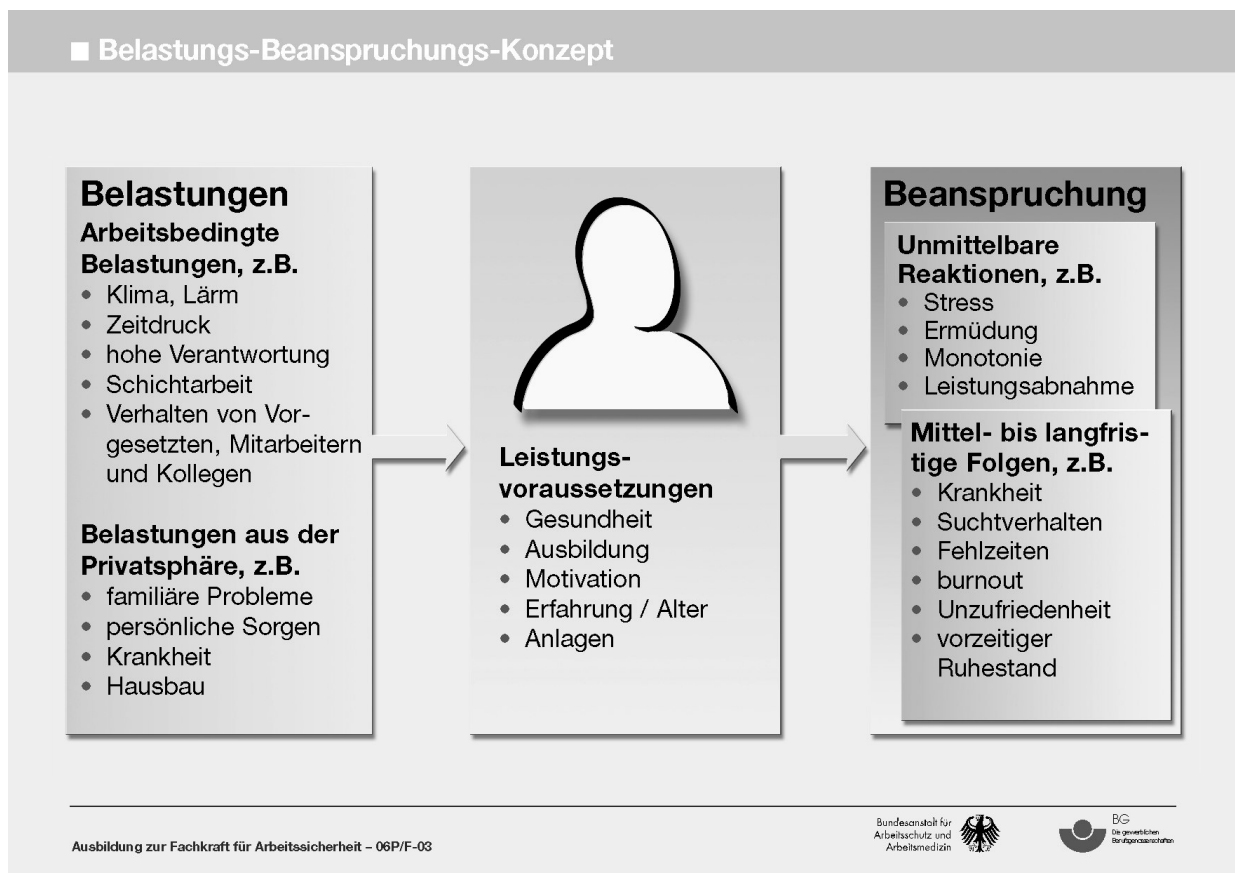 ■ Belastungs-Beanspruchungs-Konzept
Belastungen
Arbeitsbedingte
Belastungen, z.B.
• Klima, Lärm
• Zeitdruck
• hohe Verantwortung
• Schichtarbeit
• Verhalten von Vor-
gesetzten, Mitarbeitern
und Kollegen
Belastungen aus der
Privatsphäre, z.B.
• familiäre Probleme
• persönliche Sorgen
• Krankheit
• Hausbau
Leistungs-
voraussetzungen
• Gesundheit
• Ausbildung
• Motivation
• Erfahrung / Alter
• Anlagen
Beanspruchung
Unmittelbare
Reaktionen, z.B.
• Stress
• Ermüdung
• Monotonie
• Leistungsabnahme
Mittel- bis langfris-
tige Folgen, z.B.
• Krankheit
• Suchtverhalten
• Fehlzeiten
• burnout
• Unzufriedenheit
• vorzeitiger
Ruhestand
Ausbildung zur Fachkraft für Arbeitssicherheit – 06P/F-03
Bundesanstalt für
Arbeitsschutz und
Arbeitsmedizin
BG
Die gewerblichen
Berufsgenossenschaften